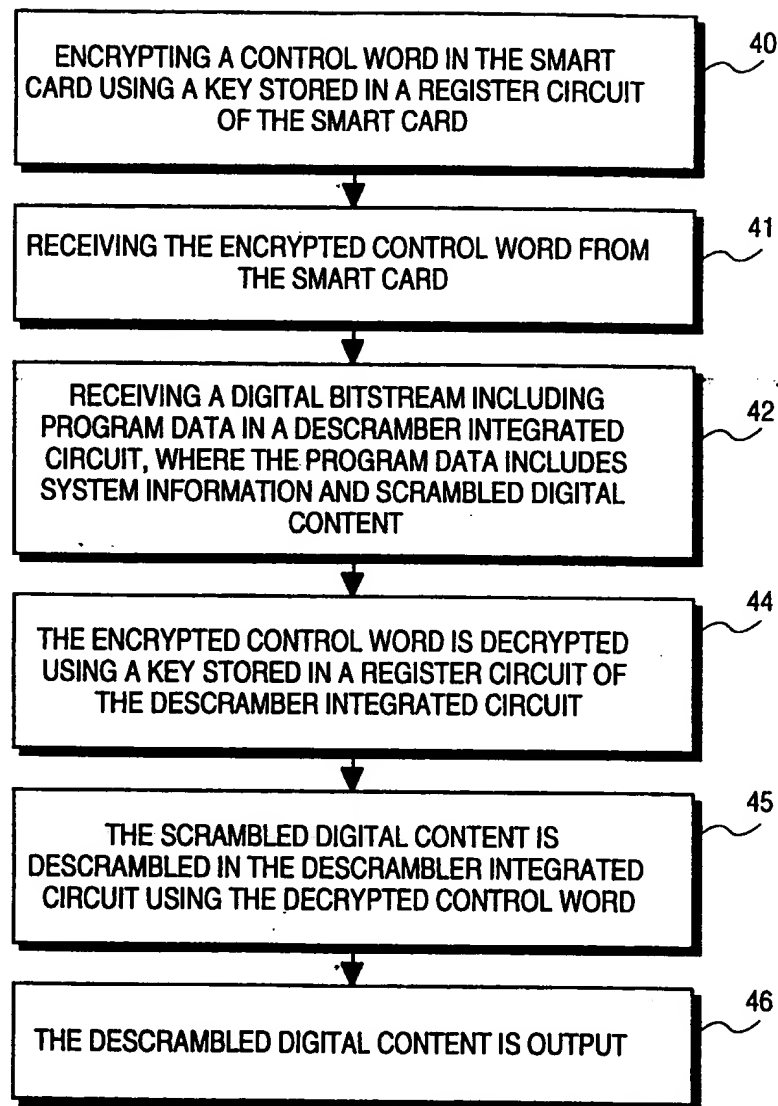 ENCRYPTING A CONTROL WORD IN THE SMART
CARD USING A KEY STORED IN A REGISTER CIRCUIT
OF THE SMART CARD
40
RECEIVING THE ENCRYPTED CONTROL WORD FROM
THE SMART CARD
41
RECEIVING A DIGITAL BITSTREAM INCLUDING
PROGRAM DATA IN A DESCRAMBER INTEGRATED
CIRCUIT, WHERE THE PROGRAM DATA INCLUDES
SYSTEM INFORMATION AND SCRAMBLED DIGITAL
CONTENT
42
THE ENCRYPTED CONTROL WORD IS DECRYPTED
USING A KEY STORED IN A REGISTER CIRCUIT OF
THE DESCRAMBER INTEGRATED CIRCUIT
44
THE SCRAMBLED DIGITAL CONTENT IS
DESCRAMBLED IN THE DESCRAMBLER INTEGRATED
CIRCUIT USING THE DECRYPTED CONTROL WORD
45
THE DESCRAMBLED DIGITAL CONTENT IS OUTPUT
46